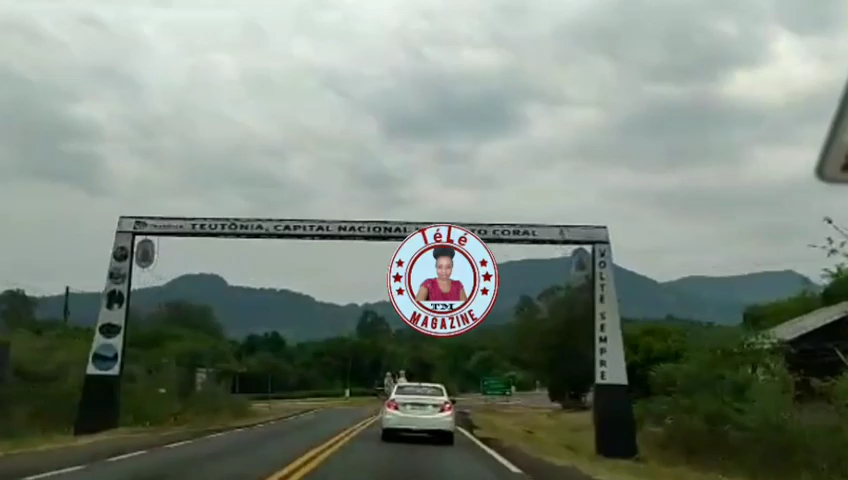 TEUTÔNIA, CAPITAL NACIONAL
CORAL
TéLé
TM
MAGAZINE
VOLTE SEMPRE